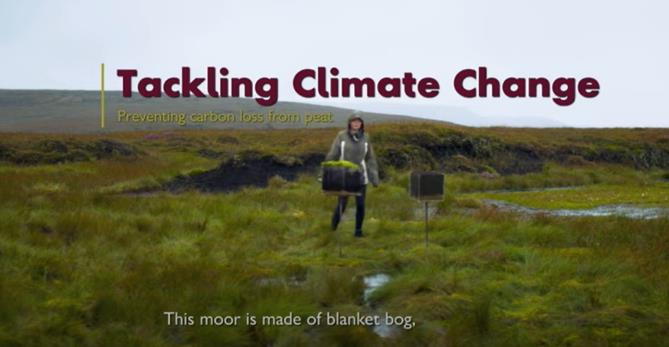 Tackling Climate Change
Preventing carbon loss from peat
This moor is made of blanket bog,